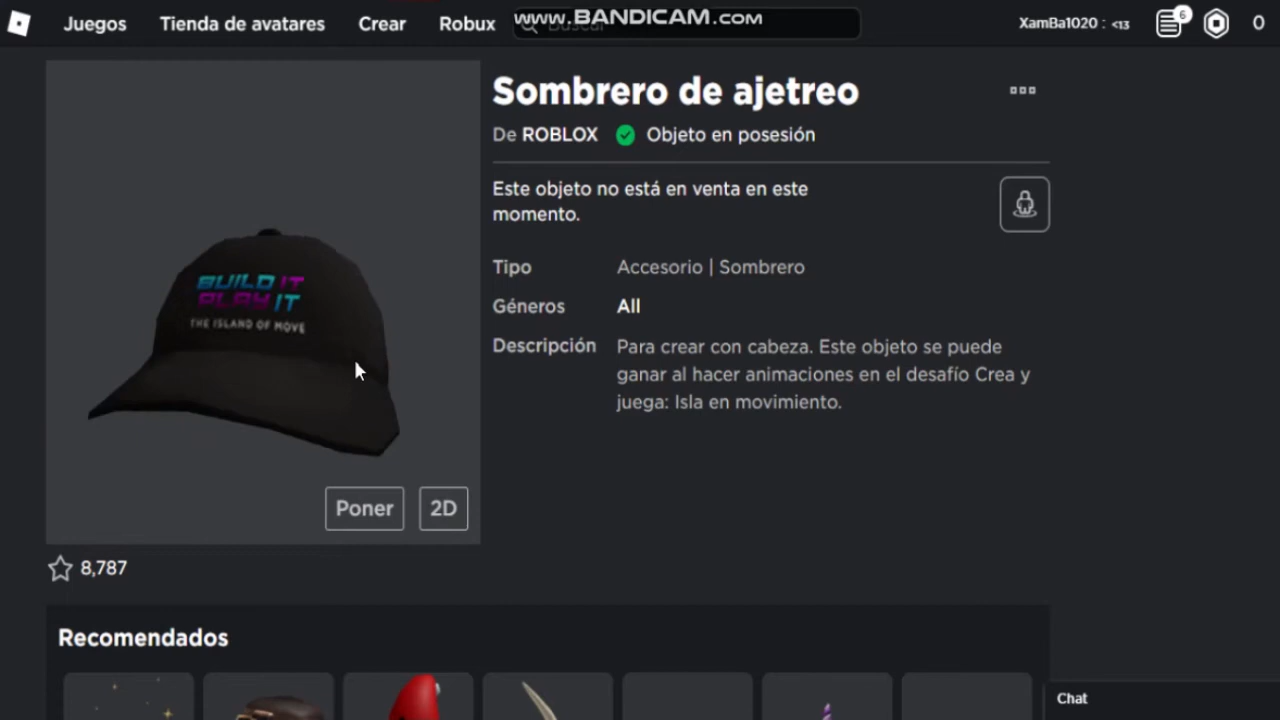 Juegos Tienda de avatares Crear Robux www.BANDICAM.com Buscar XamBa1020 : <13 6 0
Sombrero de ajetreo
De ROBLOX Objeto en posesión
Este objeto no está en venta en este
momento.
Tipo Accesorio | Sombrero
Géneros All
Descripción Para crear con cabeza. Este objeto se puede
ganar al hacer animaciones en el desafío Crea y
juega: Isla en movimiento.
BUILD IT
PLAY IT
THE ISLAND OF MOVE
Poner 2D
8,787
Recomendados
Chat